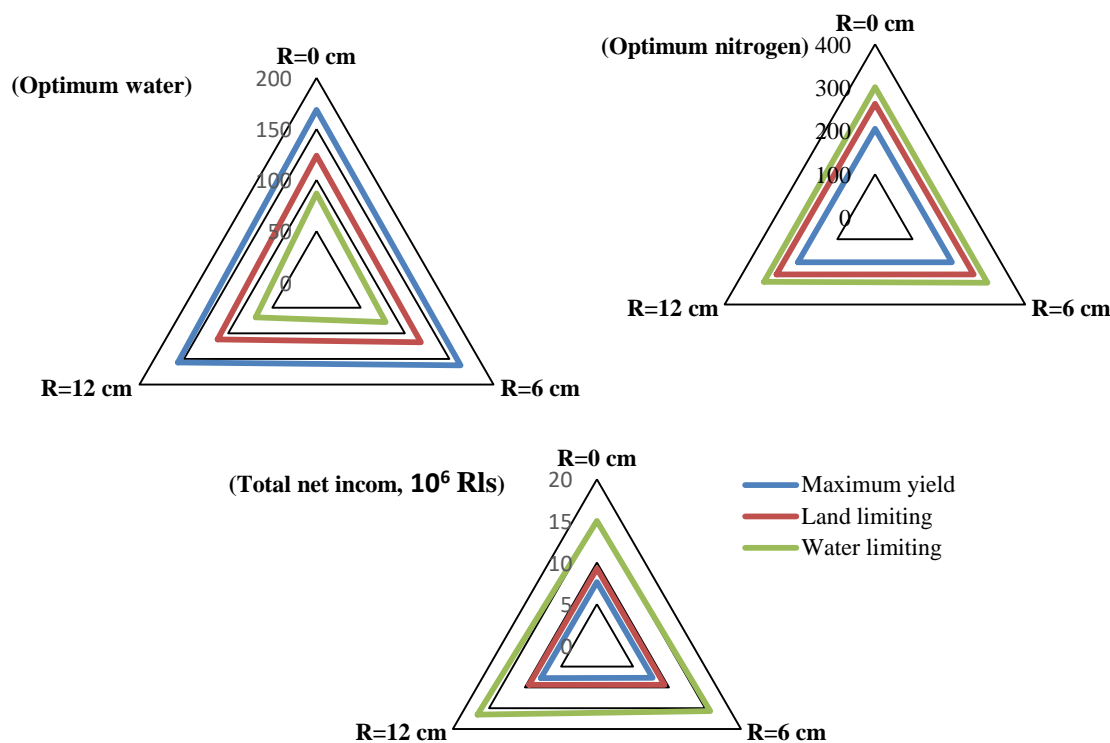 R=0 cm
(Optimum water)
200
150
100
50
0
R=12 cm
R=6 cm
R=0 cm
(Optimum nitrogen)
400
300
200
100
0
R=12 cm
R=6 cm
R=0 cm
(Total net incom, 10⁶ Rls)
20
15
10
5
0
R=12 cm
R=6 cm
Maximum yield
Land limiting
Water limiting